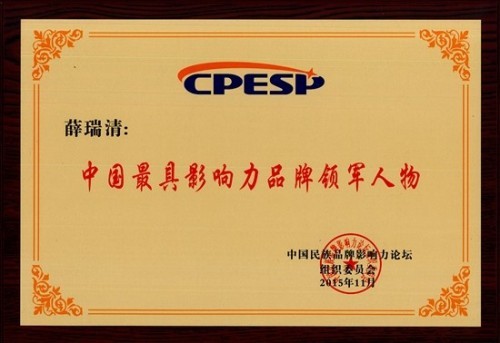 CPESP
薛瑞清:
中国最具影响力品牌领军人物
中国民族品牌影响力论坛
组织委员会
2015年11月